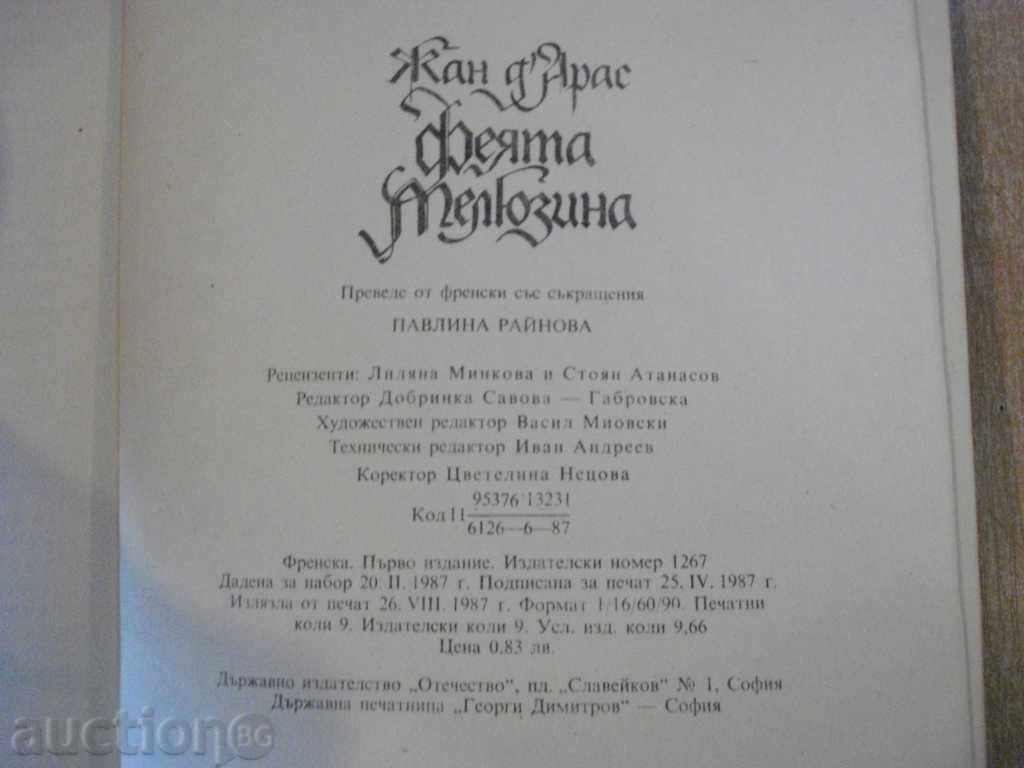 Жан д'Арас
Феята
Мелюзина
Преведе от френски със съкращения
ПАВЛИНА РАЙНОВА
Рецензенти: Лиляна Минкова и Стоян Атанасов
Редактор Добринка Савова — Габровска
Художествен редактор Васил Миовски
Технически редактор Иван Андреев
Коректор Цветелина Нецова
95376 13231
Код 11
6126—6—87
Френска. Първо издание. Издателски номер 1267
Дадена за набор 20. II. 1987 г. Подписана за печат 25. IV. 1987 г.
Излязла от печат 26. VIII. 1987 г. Формат 1/16/60/90. Печатни
коли 9. Издателски коли 9. Усл. изд. коли 9,66
Цена 0.83 лв.
Държавно издателство „Отечество", пл. „Славейков" № 1, София
Държавна печатница „Георги Димитров" — София
auctionBG